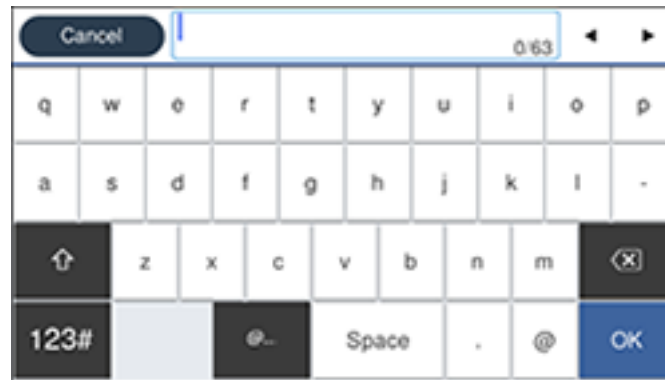 Cancel 0/63
q w e r t y u i o p
a s d f g h j k l -
z x c v b n m
123# @... Space . @ OK